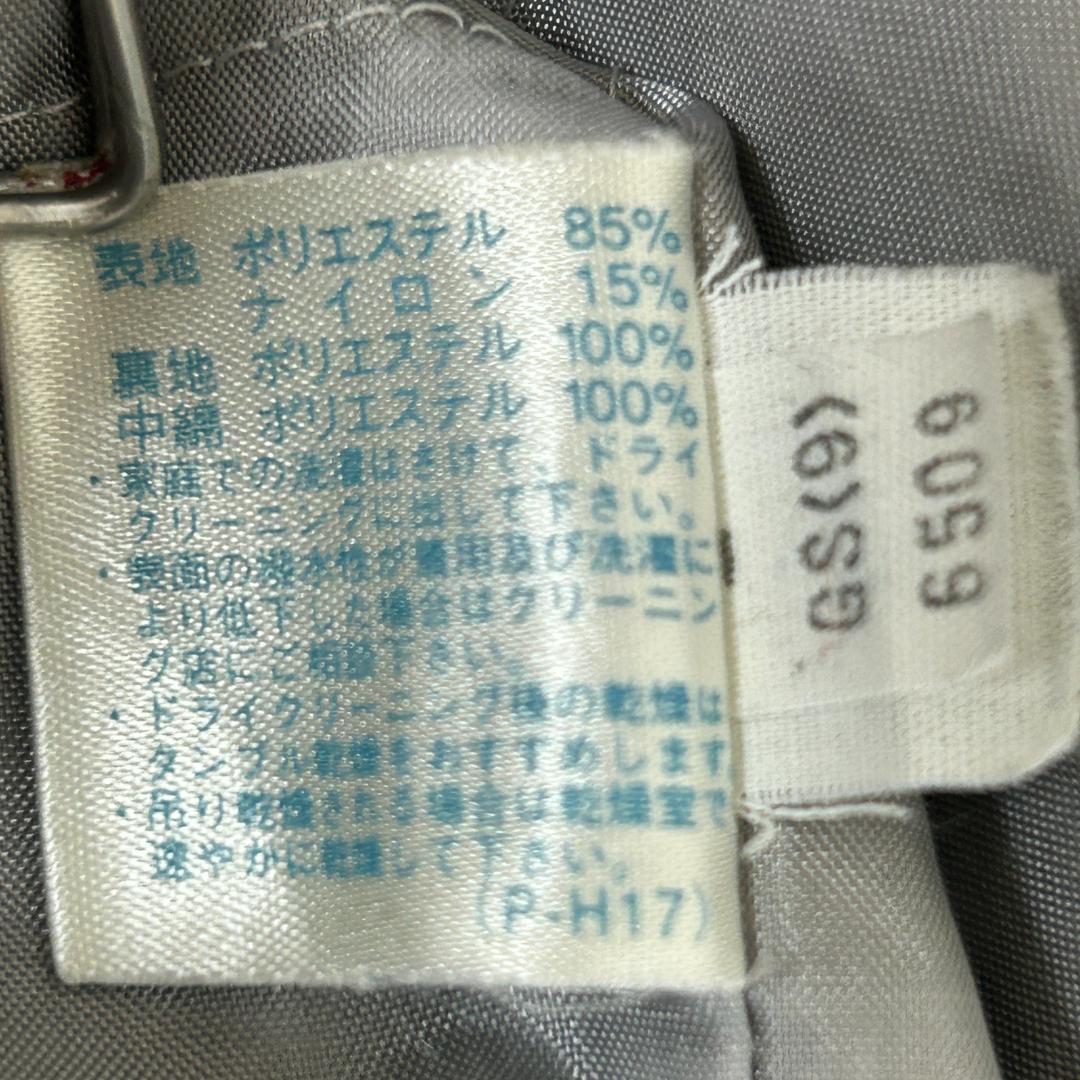 表地 ポリエステル 85%
ナイロン 15%
裏地 ポリエステル 100%
中綿 ポリエステル 100%
・家庭での洗濯はさけて、ドライ
クリーニングに出して下さい。
・表面の撥水性が着用及び洗濯に
より低下した場合はクリーニン
グ店にご相談下さい。
・ドライクリーニング後の乾燥は
タンブル乾燥をおすすめします
・吊り乾燥される場合は乾燥室で
速やかに乾燥して下さい。
(P-H17)
GS(9)
6509